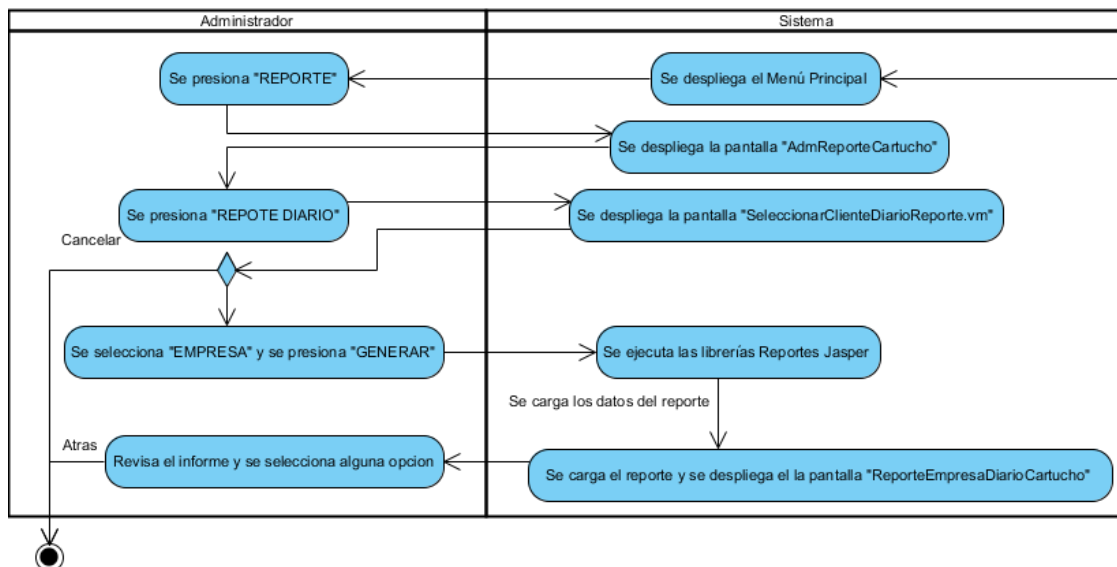 Administrador
Sistema
Se presiona "REPORTE"
Se despliega el Menú Principal
Se despliega la pantalla "AdmReporteCartucho"
Se presiona "REPOTE DIARIO"
Se despliega la pantalla "SeleccionarClienteDiarioReporte.vm"
Cancelar
Se selecciona "EMPRESA" y se presiona "GENERAR"
Se ejecuta las librerías Reportes Jasper
Se carga los datos del reporte
Atras
Revisa el informe y se selecciona alguna opcion
Se carga el reporte y se despliega el la pantalla "ReporteEmpresaDiarioCartucho"